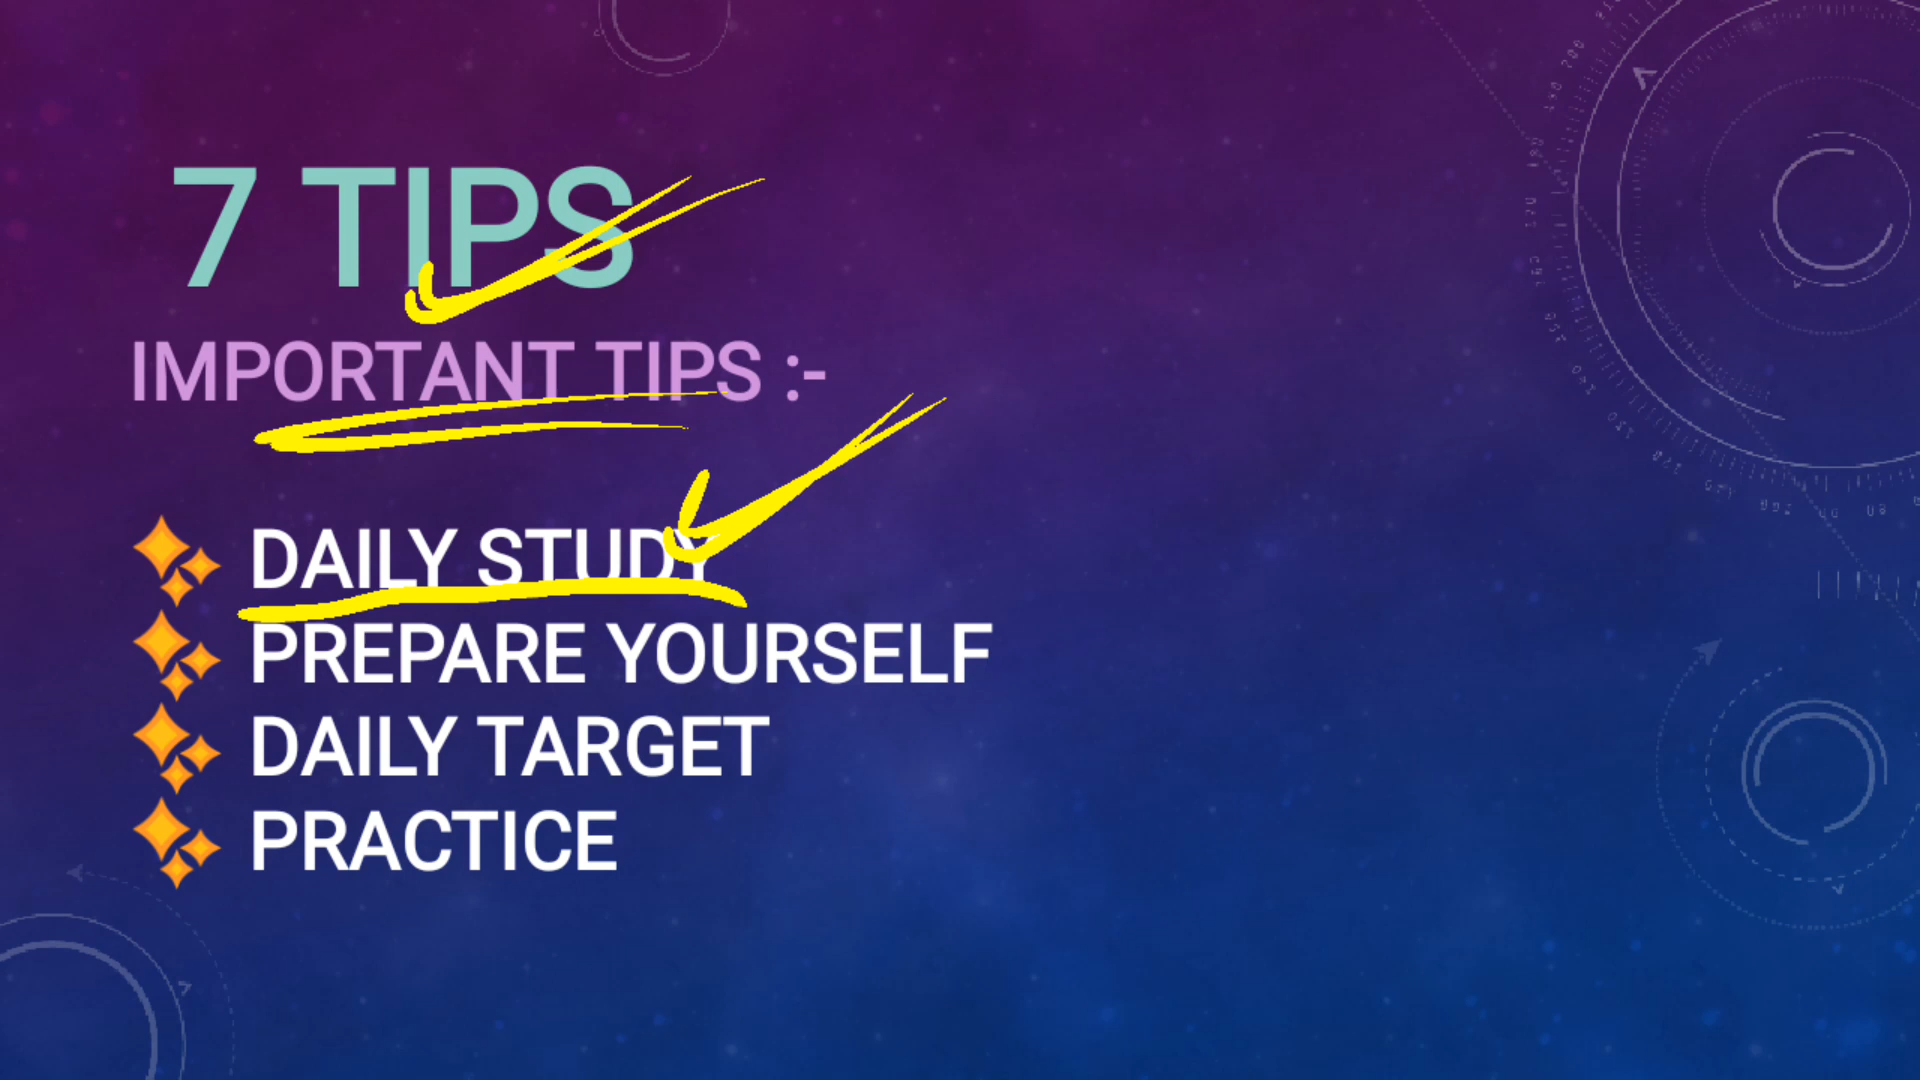 7 TIPS
IMPORTANT TIPS :-
DAILY STUDY
PREPARE YOURSELF
DAILY TARGET
PRACTICE